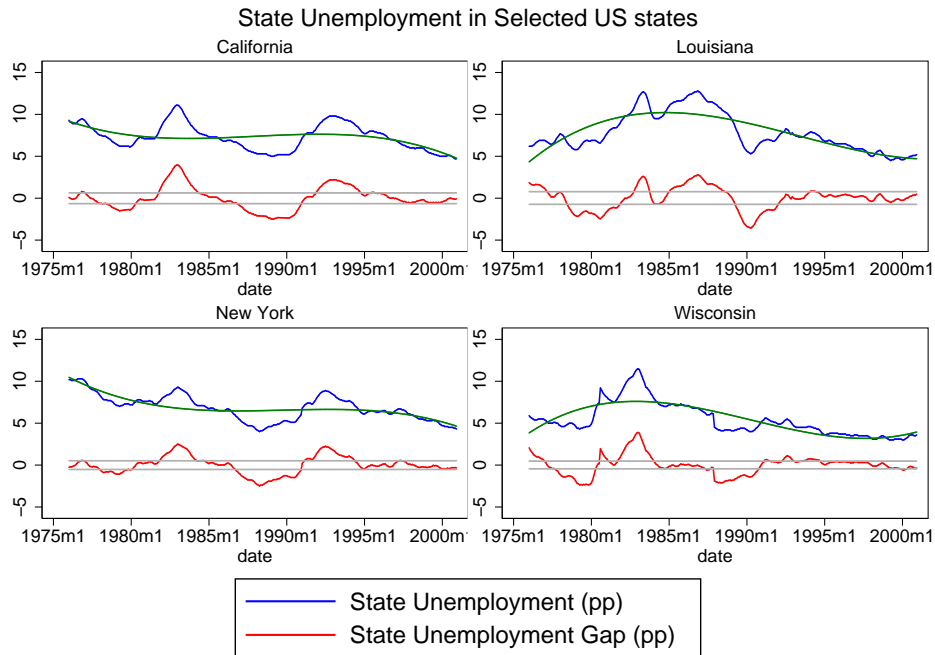 State Unemployment in Selected US states
California
15
10
5
0
−5
1975m1 1980m1 1985m1 1990m1 1995m1 2000m1
date
Louisiana
15
10
5
0
−5
1975m1 1980m1 1985m1 1990m1 1995m1 2000m1
date
New York
15
10
5
0
−5
1975m1 1980m1 1985m1 1990m1 1995m1 2000m1
date
Wisconsin
15
10
5
0
−5
1975m1 1980m1 1985m1 1990m1 1995m1 2000m1
date
State Unemployment (pp)
State Unemployment Gap (pp)